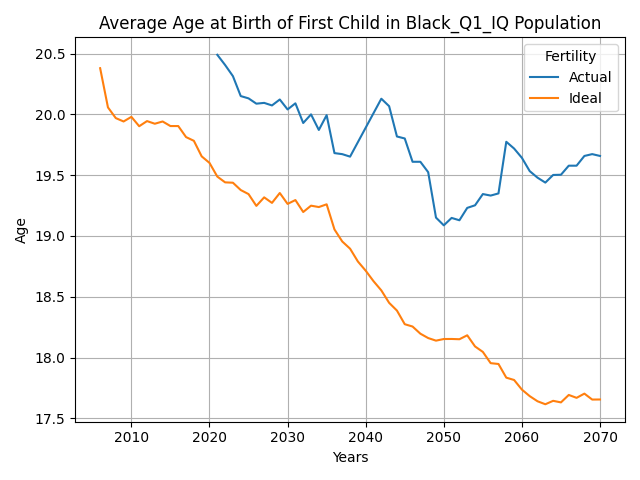 Average Age at Birth of First Child in Black_Q1_IQ Population
Fertility
Actual
Ideal
20.5
20.0
19.5
19.0
18.5
18.0
17.5
Age
2010
2020
2030
2040
2050
2060
2070
Years